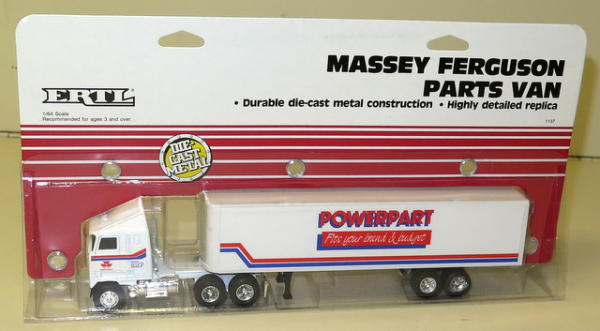 MASSEY FERGUSON
PARTS VAN
• Durable die-cast metal construction • Highly detailed replica
1137
ERTL
1/64 Scale
Recommended for ages 3 and over.
DIE-
CAST
METAL
POWERPART
Fits your brand & budget